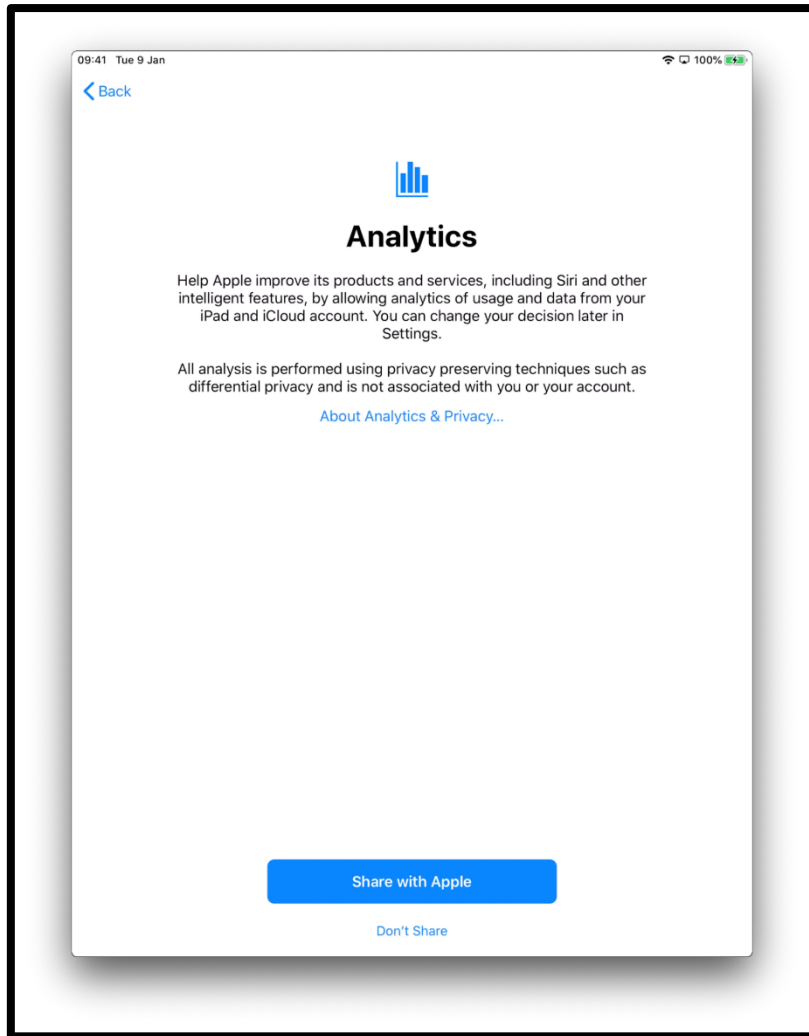 09:41 Tue 9 Jan
100%
Back
Analytics
Help Apple improve its products and services, including Siri and other
intelligent features, by allowing analytics of usage and data from your
iPad and iCloud account. You can change your decision later in
Settings.
All analysis is performed using privacy preserving techniques such as
differential privacy and is not associated with you or your account.
About Analytics & Privacy...
Share with Apple
Don't Share